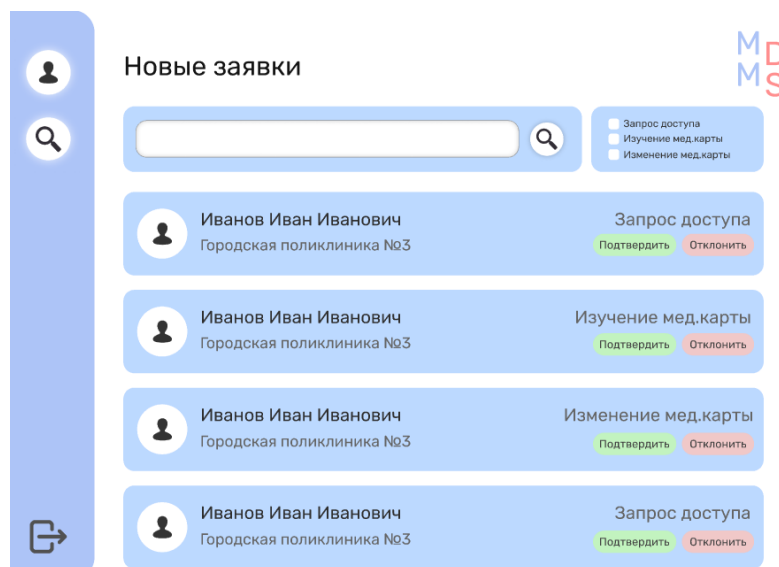 Новые заявки
M D
M S
Запрос доступа
Изучение мед.карты
Изменение мед.карты
Иванов Иван Иванович
Запрос доступа
Городская поликлиника №3
Подтвердить Отклонить
Иванов Иван Иванович
Изучение мед.карты
Городская поликлиника №3
Подтвердить Отклонить
Иванов Иван Иванович
Изменение мед.карты
Городская поликлиника №3
Подтвердить Отклонить
Иванов Иван Иванович
Запрос доступа
Городская поликлиника №3
Подтвердить Отклонить